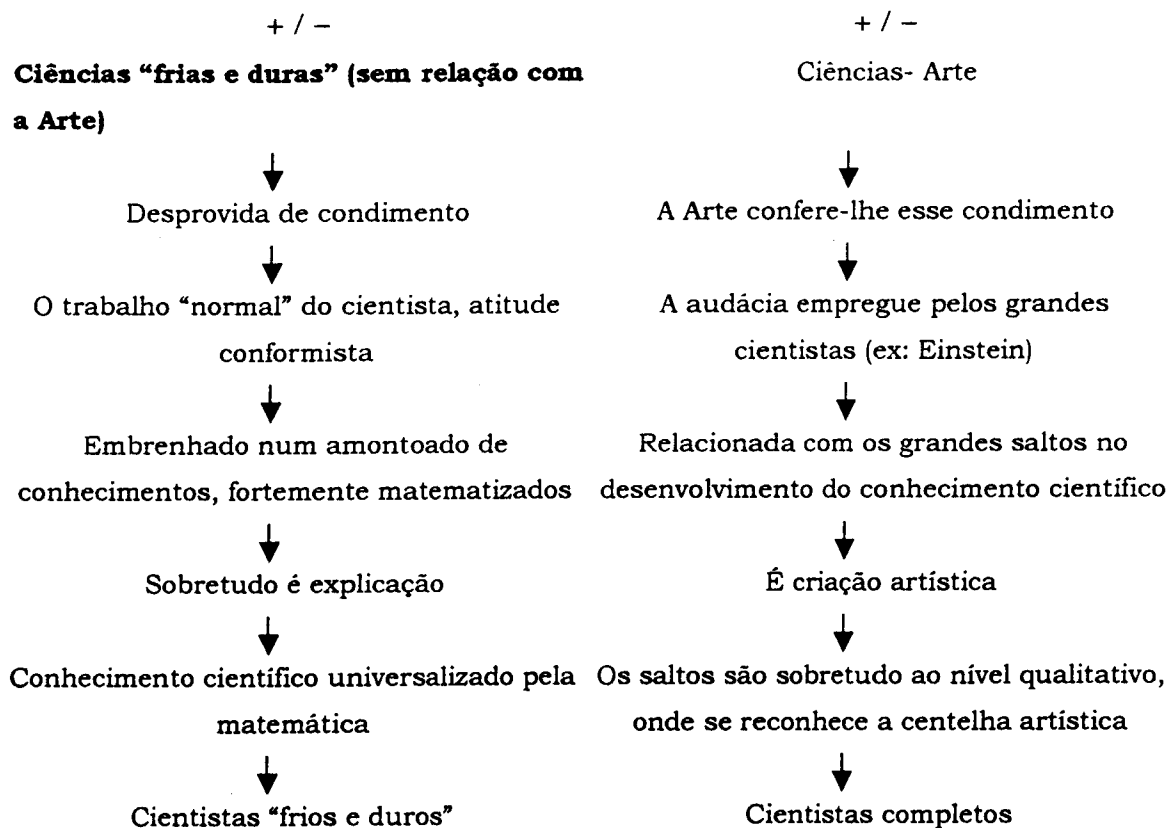 + / –
Ciências “frias e duras” (sem relação com
a Arte)
Desprovida de condimento
O trabalho “normal” do cientista, atitude
conformista
Embrenhado num amontoado de
conhecimentos, fortemente matematizados
Sobretudo é explicação
Conhecimento científico universalizado pela
matemática
Cientistas “frios e duros”
+ / –
Ciências- Arte
A Arte confere-lhe esse condimento
A audácia empregue pelos grandes
cientistas (ex: Einstein)
Relacionada com os grandes saltos no
desenvolvimento do conhecimento científico
É criação artística
Os saltos são sobretudo ao nível qualitativo,
onde se reconhece a centelha artística
Cientistas completos